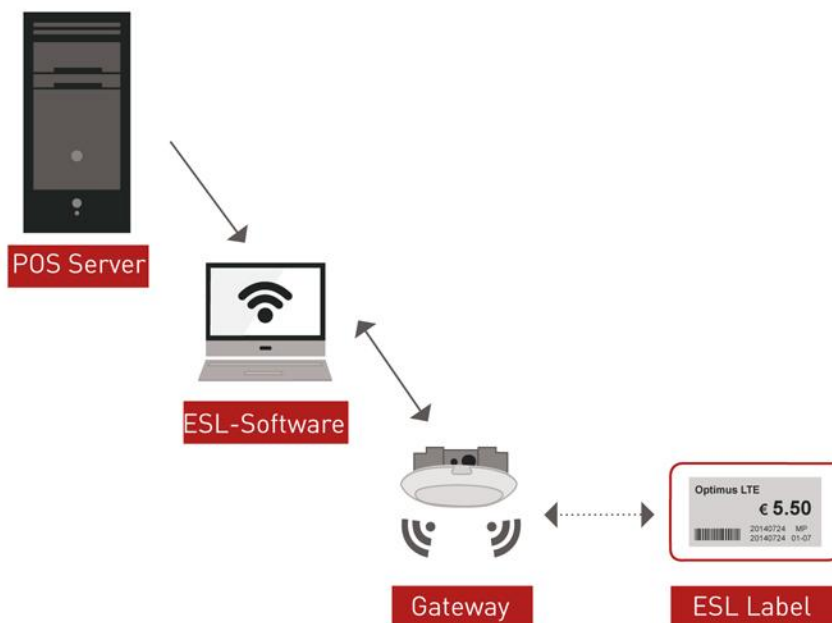 POS Server
ESL-Software
Optimus LTE
€ 5.50
20140724 MP
20140724 01-07
Gateway
ESL Label